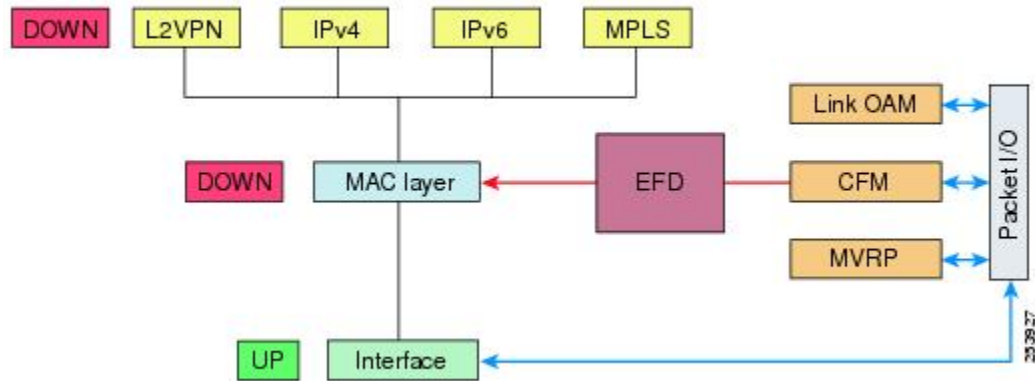 DOWN L2VPN IPv4 IPv6 MPLS
Link OAM
DOWN MAC layer EFD CFM
Packet I/O
MVRP
UP Interface
253927